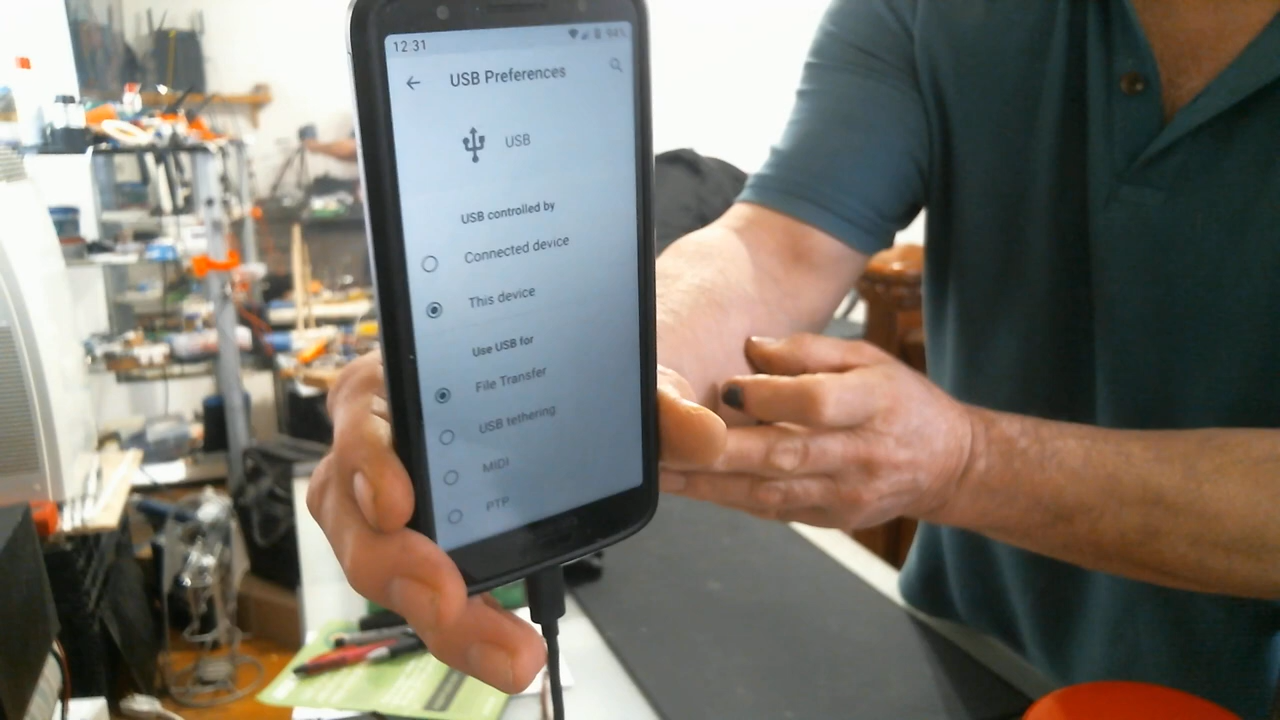 12:31 94%
USB Preferences
USB
USB controlled by
Connected device
This device
Use USB for
File Transfer
USB tethering
MIDI
PTP